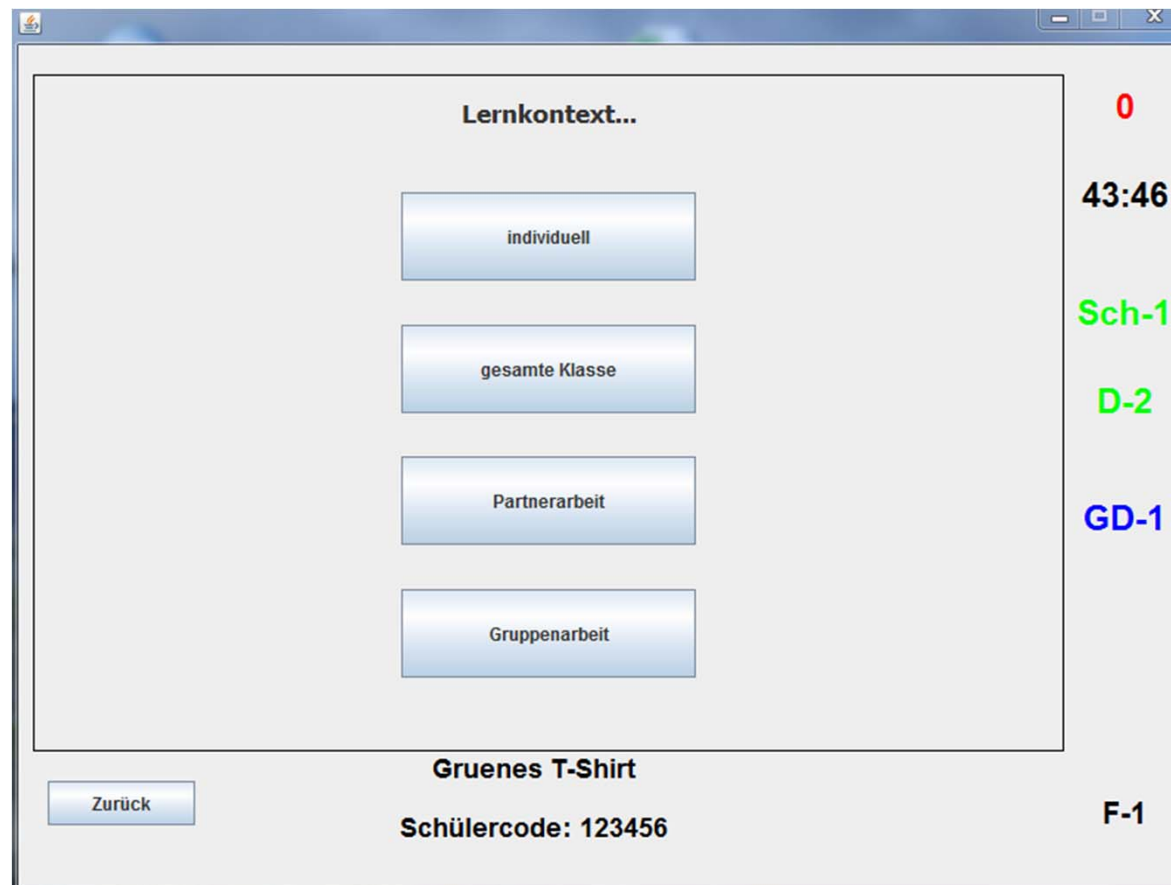 Lernkontext...
0
individuell
43:46
gesamte Klasse
Sch-1
D-2
Partnerarbeit
GD-1
Gruppenarbeit
Gruenes T-Shirt
Zurück
Schülercode: 123456
F-1